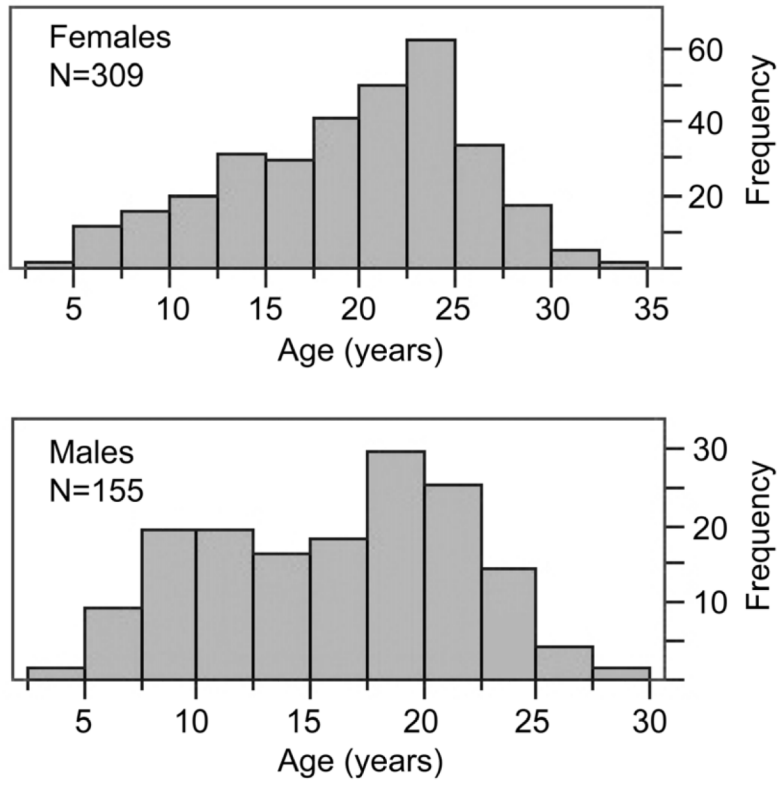 Females
N=309
60
40
20
Frequency
5 10 15 20 25 30 35
Age (years)
Males
N=155
30
20
10
Frequency
5 10 15 20 25 30
Age (years)